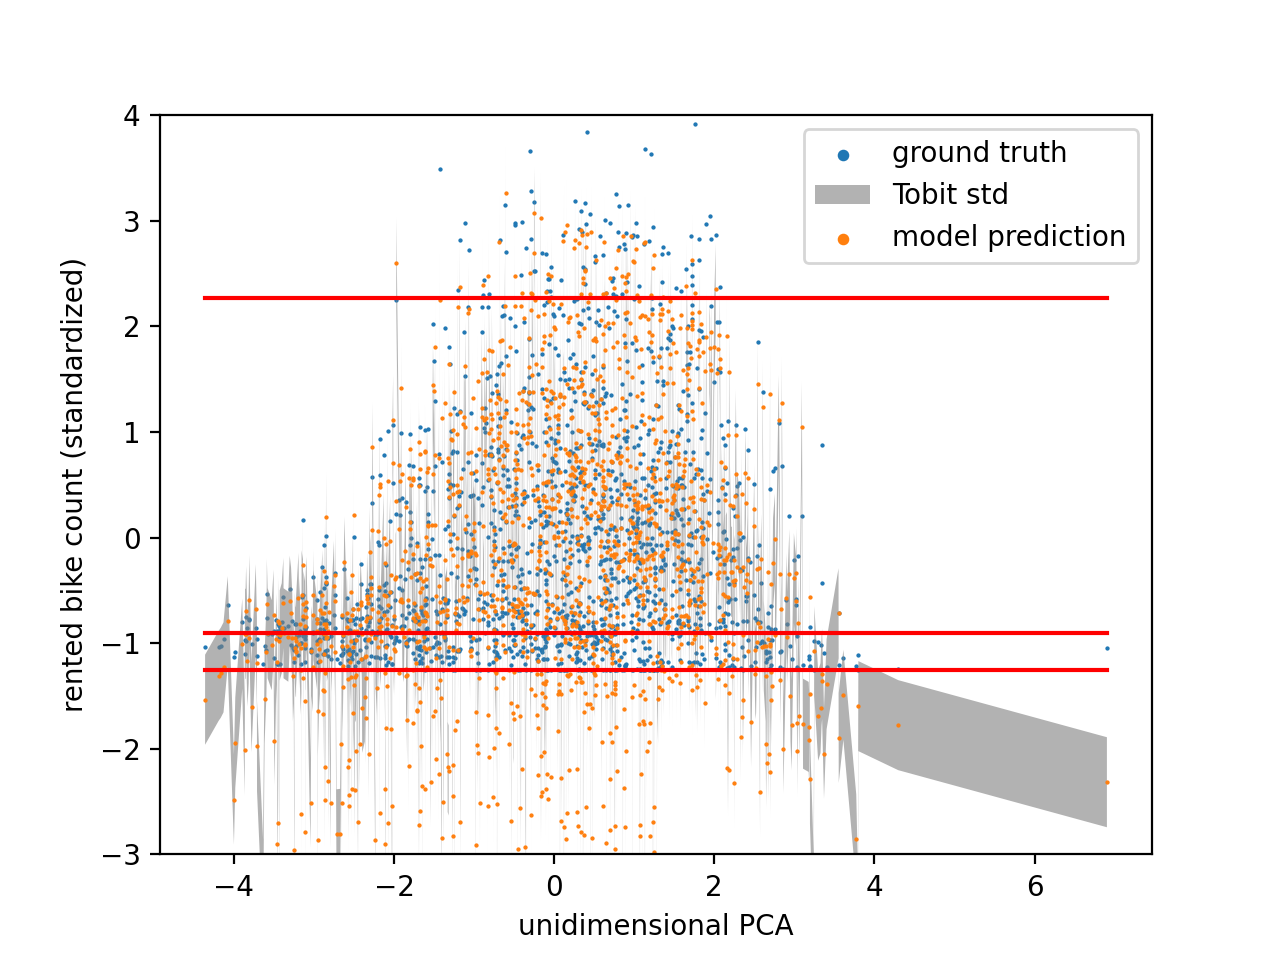 4
3
2
1
0
−1
−2
−3
rented bike count (standardized)
ground truth
Tobit std
model prediction
−4
−2
0
2
4
6
unidimensional PCA